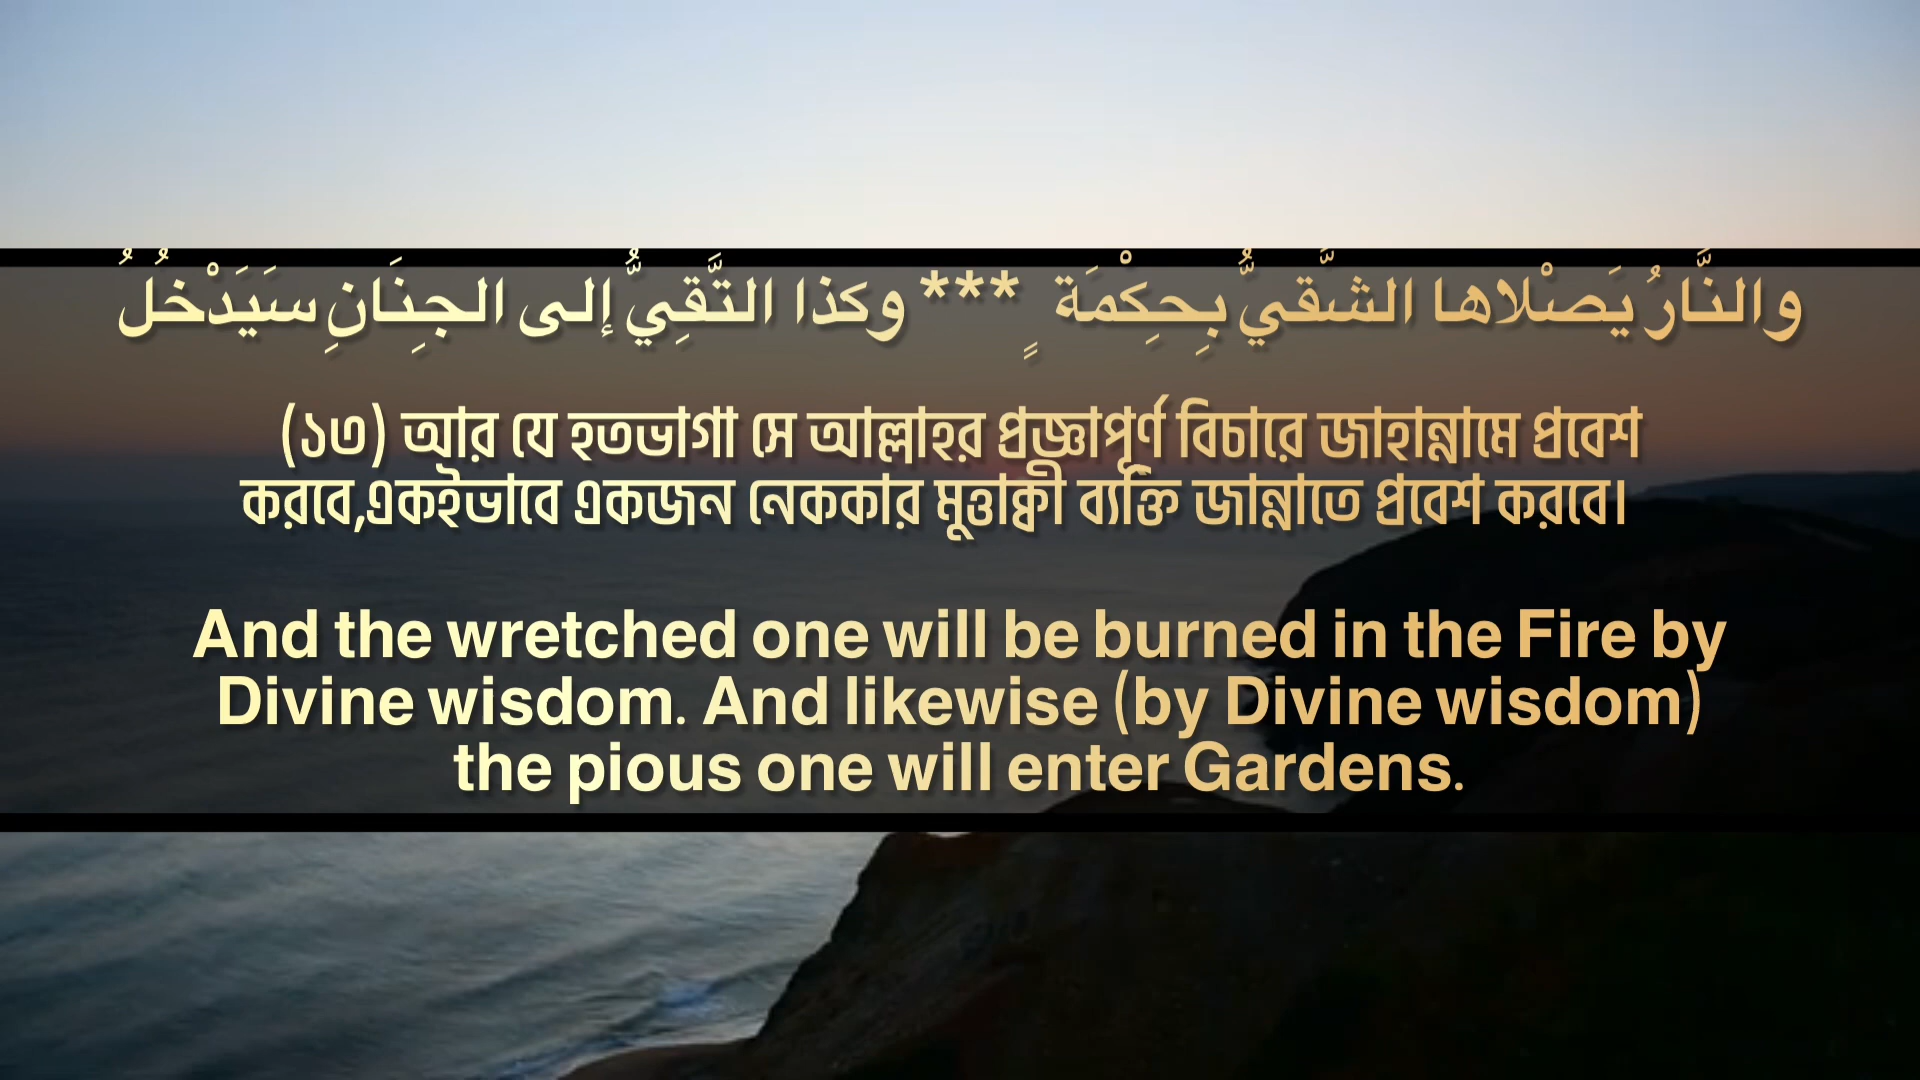 والنَّارُ يَصْلاها الشَّقيُّ بِحِكْمَة ٍ *** وكذا التَّقِيُّ إلى الجِنَانِ سيَدْخُلُ
(১৩) আর যে হতভাগা সে আল্লাহর প্রজ্ঞাপূর্ণ বিচারে জাহান্নামে প্রবেশ
করবে,একইভাবে একজন নেককার মুত্তাক্বী ব্যক্তি জান্নাতে প্রবেশ করবে।
And the wretched one will be burned in the Fire by
Divine wisdom. And likewise (by Divine wisdom)
the pious one will enter Gardens.